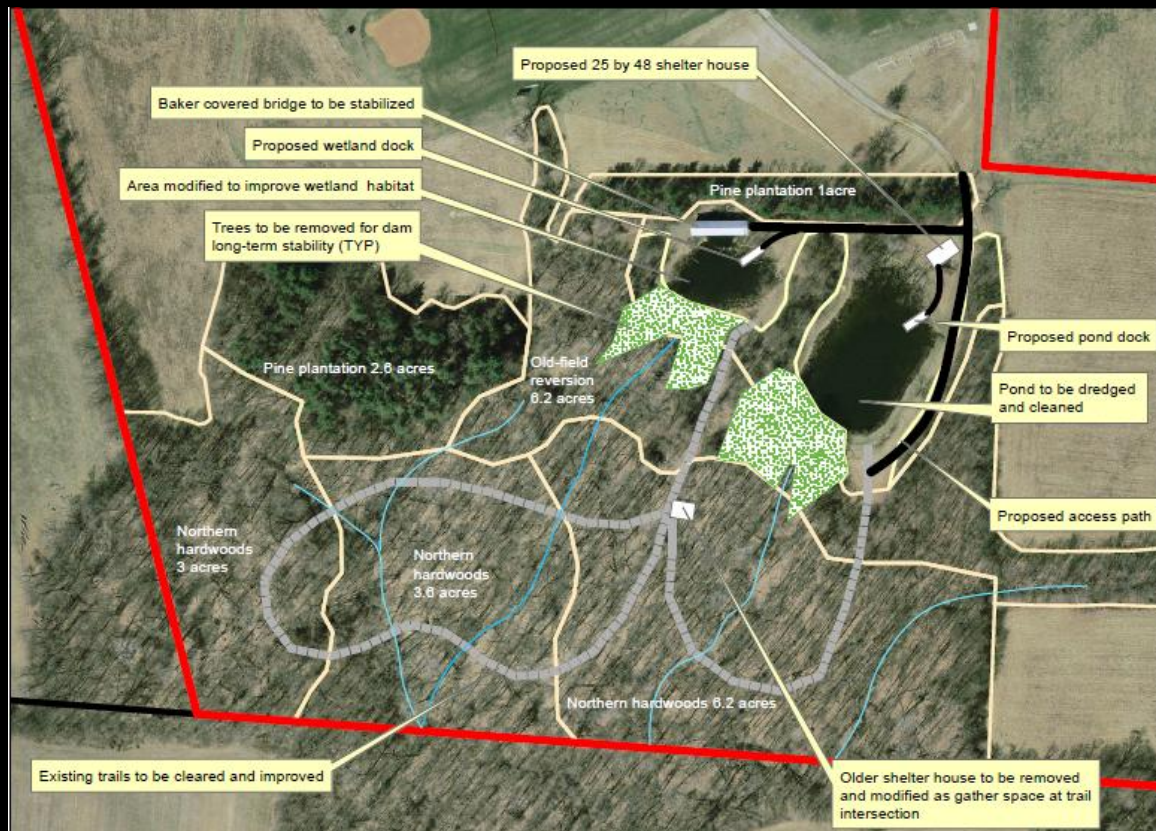 Proposed 25 by 48 shelter house
Baker covered bridge to be stabilized
Proposed wetland dock
Area modified to improve wetland habitat
Pine plantation 1acre
Trees to be removed for dam
long-term stability (TYP)
Proposed pond dock
Pine plantation 2.6 acres
Old-field
reversion
6.2 acres
Pond to be dredged
and cleaned
Proposed access path
Northern
hardwoods
3 acres
Northern
hardwoods
3.6 acres
Northern hardwoods 6.2 acres
Existing trails to be cleared and improved
Older shelter house to be removed
and modified as gather space at trail
intersection